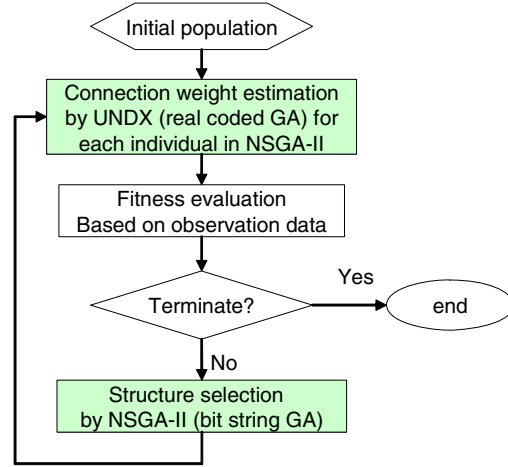 Initial population
Connection weight estimation
by UNDX (real coded GA) for
each individual in NSGA-II
Fitness evaluation
Based on observation data
Terminate?
Yes
end
No
Structure selection
by NSGA-II (bit string GA)